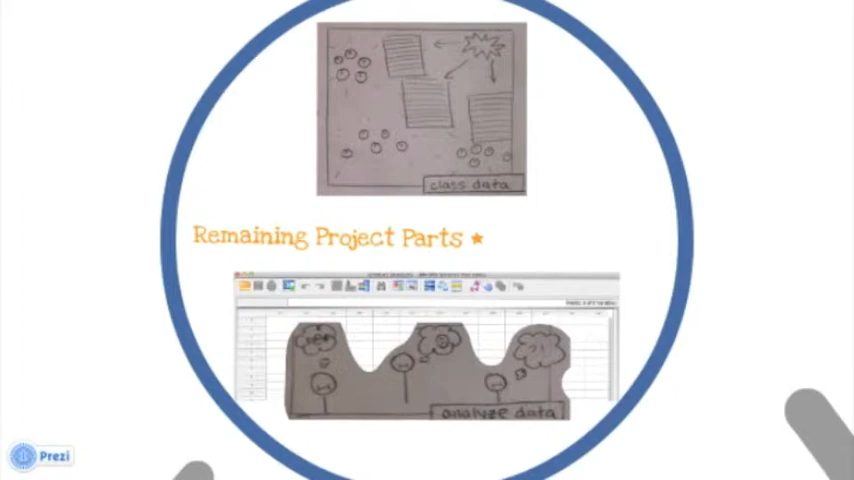 class data
Remaining Project Parts
analyze data
Prezi